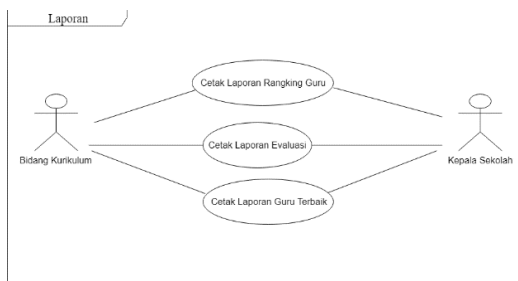 Laporan
Cetak Laporan Rangking Guru
Cetak Laporan Evaluasi
Bidang Kurikulum
Kepala Sekolah
Cetak Laporan Guru Terbaik